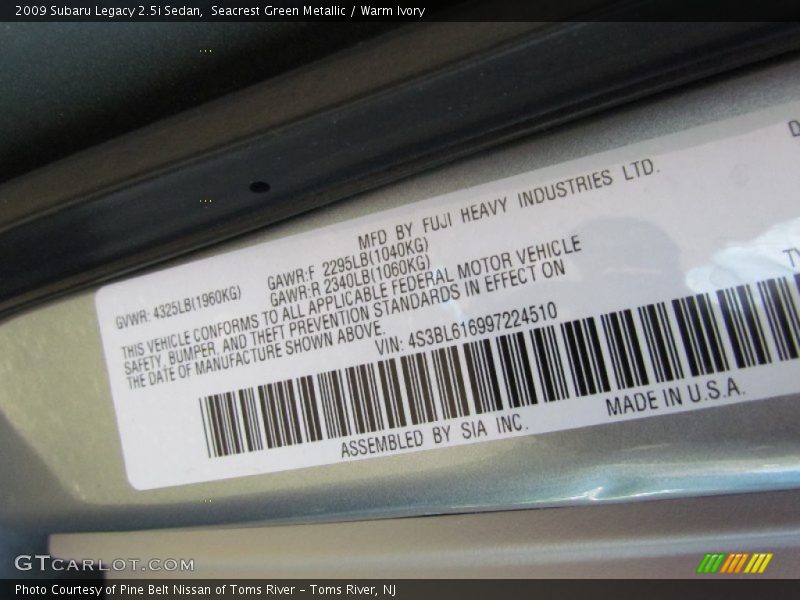 2009 Subaru Legacy 2.5i Sedan,  Seacrest Green Metallic / Warm Ivory
MFD BY FUJI HEAVY INDUSTRIES LTD.
GVWR: 4325LB(1960KG)
GAWR:F 2295LB(1040KG)
GAWR:R 2340LB(1060KG)
THIS VEHICLE CONFORMS TO ALL APPLICABLE FEDERAL MOTOR VEHICLE
SAFETY, BUMPER, AND THEFT PREVENTION STANDARDS IN EFFECT ON
THE DATE OF MANUFACTURE SHOWN ABOVE.
VIN: 4S3BL616997224510
ASSEMBLED BY SIA INC.
MADE IN U.S.A.
GTCARLOT.COM
Photo Courtesy of Pine Belt Nissan of Toms River – Toms River, NJ